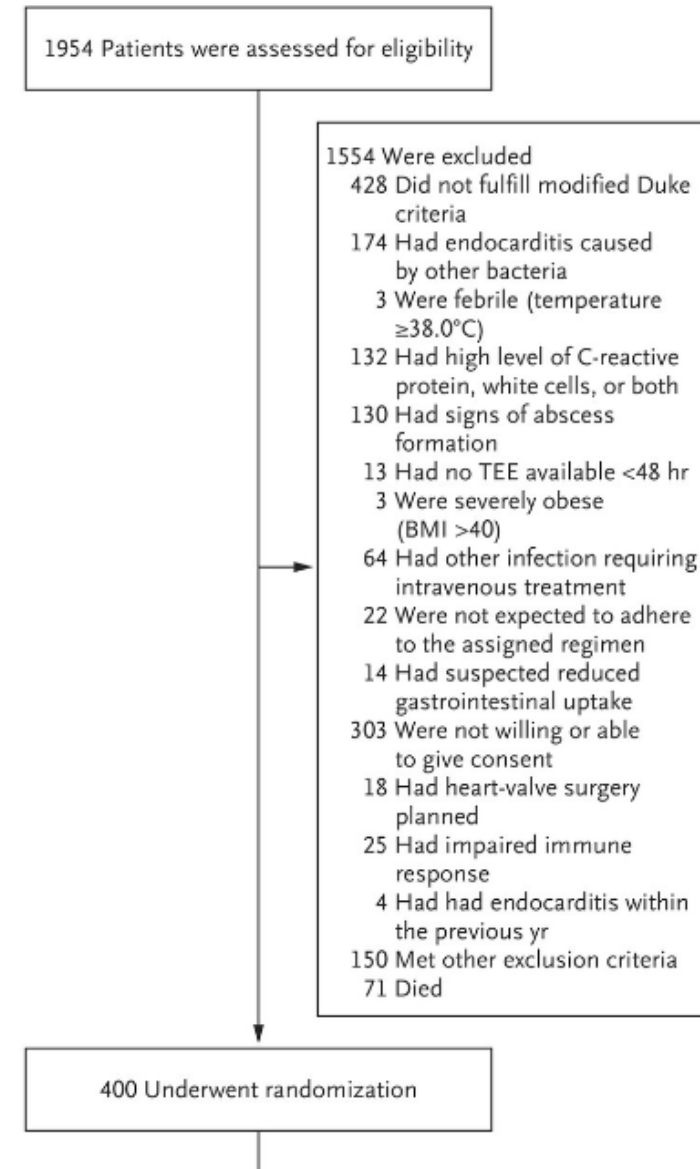 1954 Patients were assessed for eligibility
1554 Were excluded
428 Did not fulfill modified Duke
criteria
174 Had endocarditis caused
by other bacteria
3 Were febrile (temperature
≥38.0°C)
132 Had high level of C-reactive
protein, white cells, or both
130 Had signs of abscess
formation
13 Had no TEE available <48 hr
3 Were severely obese
(BMI >40)
64 Had other infection requiring
intravenous treatment
22 Were not expected to adhere
to the assigned regimen
14 Had suspected reduced
gastrointestinal uptake
303 Were not willing or able
to give consent
18 Had heart-valve surgery
planned
25 Had impaired immune
response
4 Had had endocarditis within
the previous yr
150 Met other exclusion criteria
71 Died
400 Underwent randomization